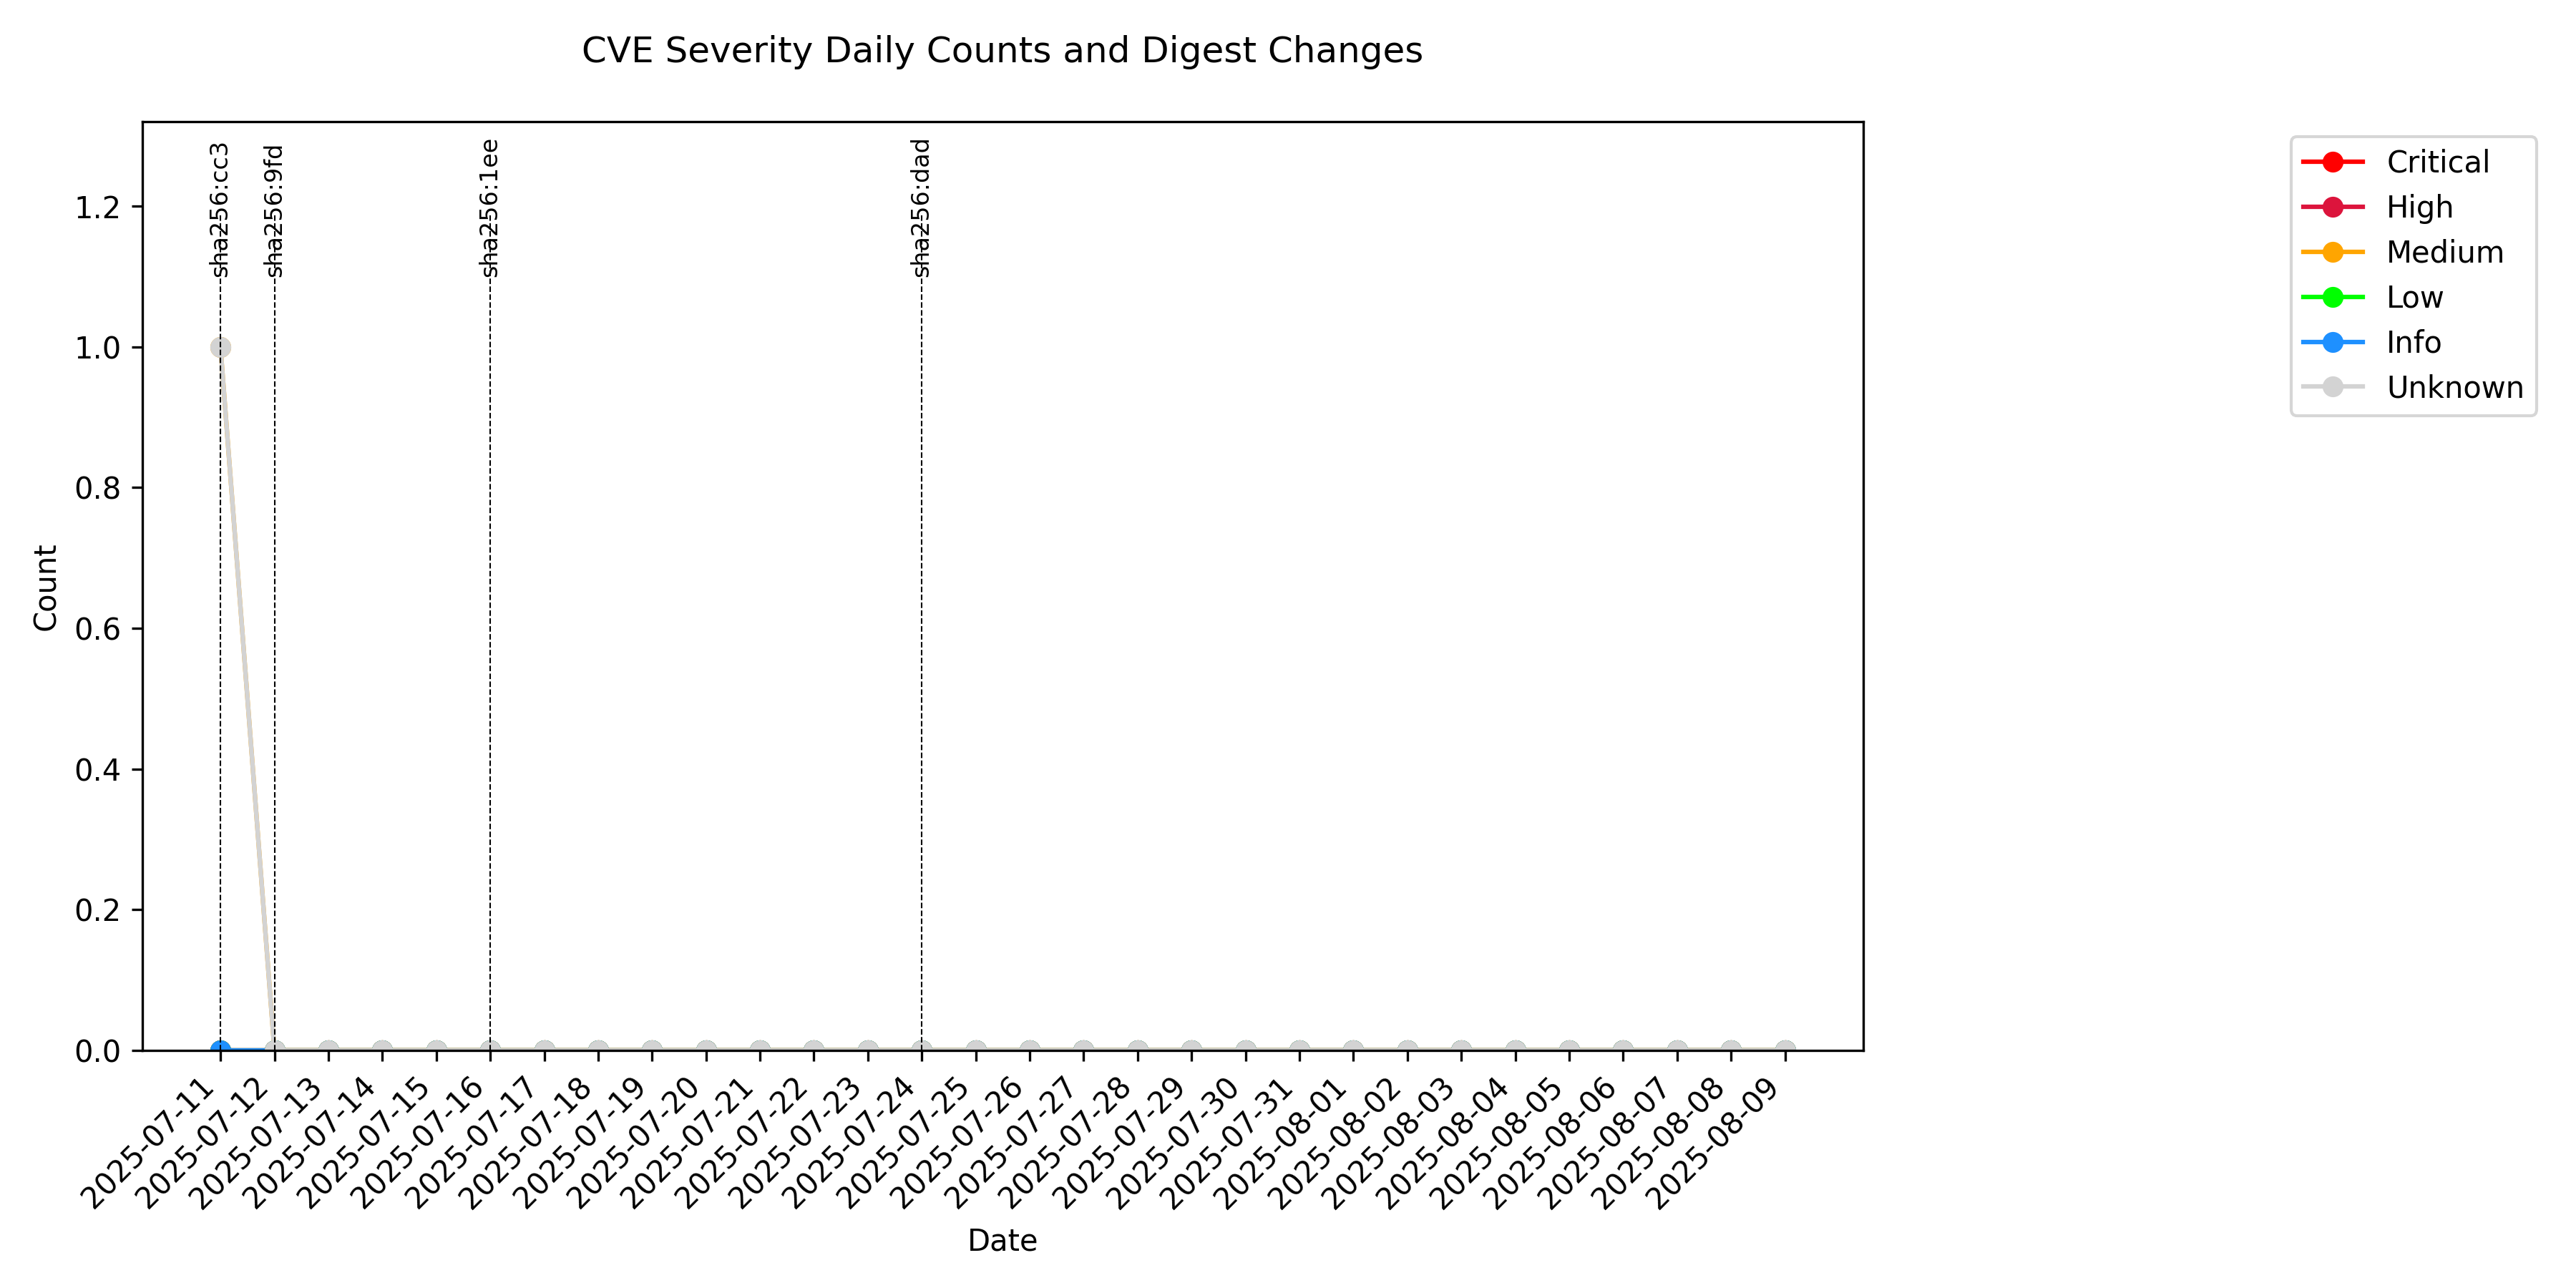 CVE Severity Daily Counts and Digest Changes
sha256:cc3
sha256:9fd
sha256:1ee
sha256:dad
Critical
High
Medium
Low
Info
Unknown
1.2
1.0
0.8
0.6
0.4
0.2
0.0
Count
2025-07-11
2025-07-12
2025-07-13
2025-07-14
2025-07-15
2025-07-16
2025-07-17
2025-07-18
2025-07-19
2025-07-20
2025-07-21
2025-07-22
2025-07-23
2025-07-24
2025-07-25
2025-07-26
2025-07-27
2025-07-28
2025-07-29
2025-07-30
2025-07-31
2025-08-01
2025-08-02
2025-08-03
2025-08-04
2025-08-05
2025-08-06
2025-08-07
2025-08-08
2025-08-09
Date